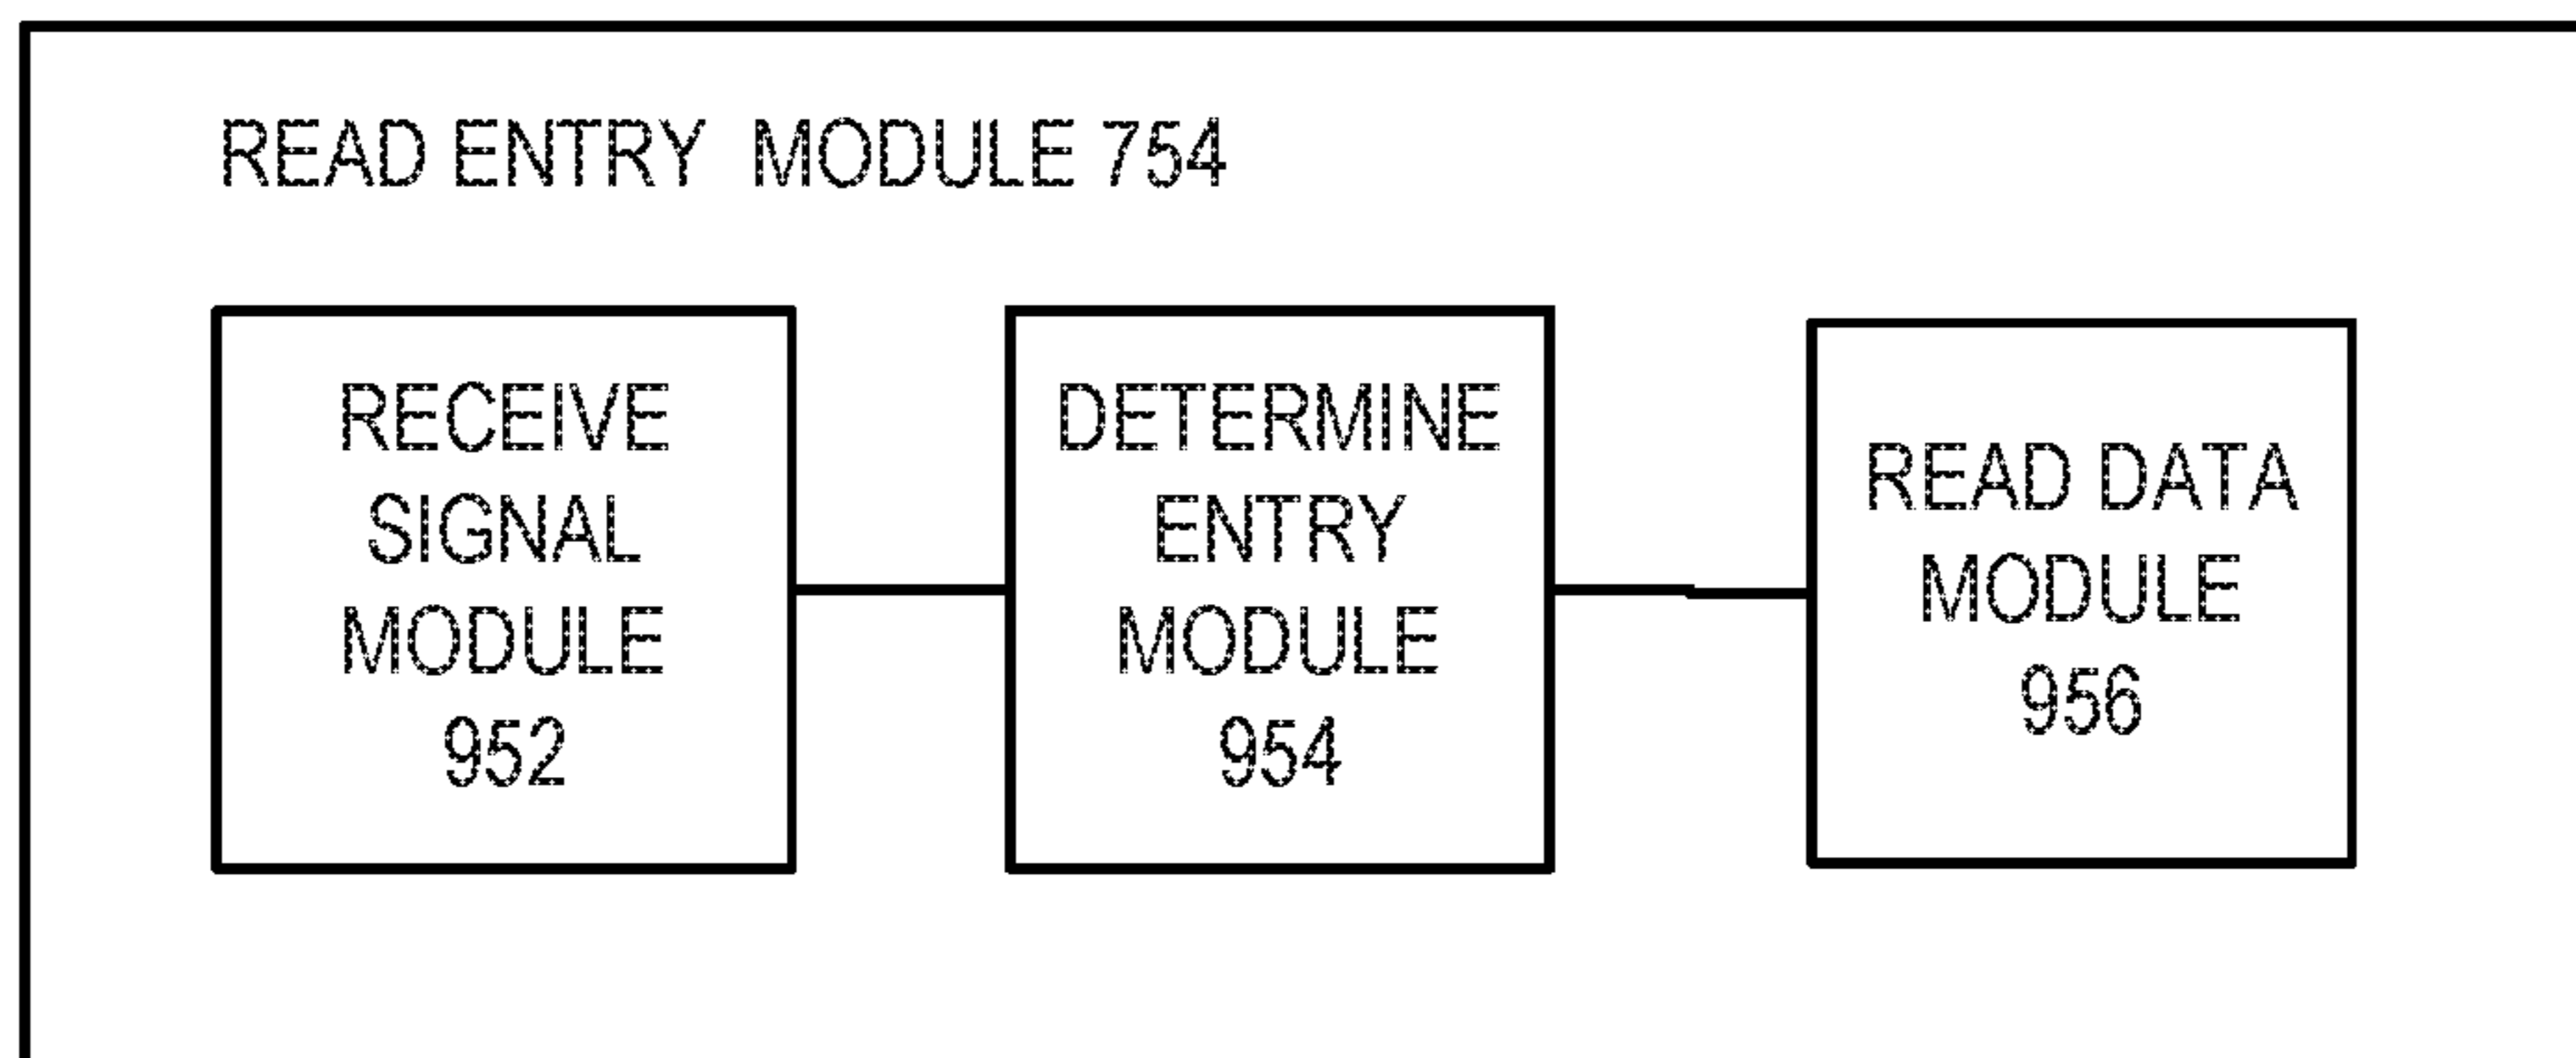 READ ENTRY MODULE 754
RECEIVE
SIGNAL
MODULE
952
DETERMINE
ENTRY
MODULE
954
READ DATA
MODULE
956